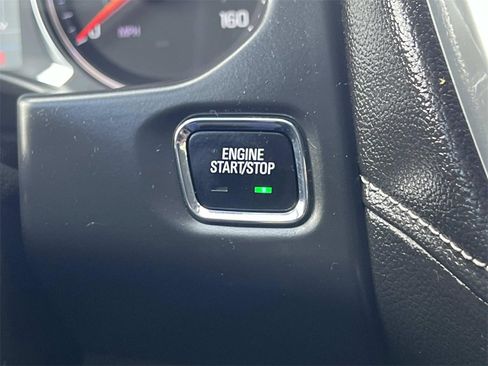 160
MPH
ENGINE
START/STOP